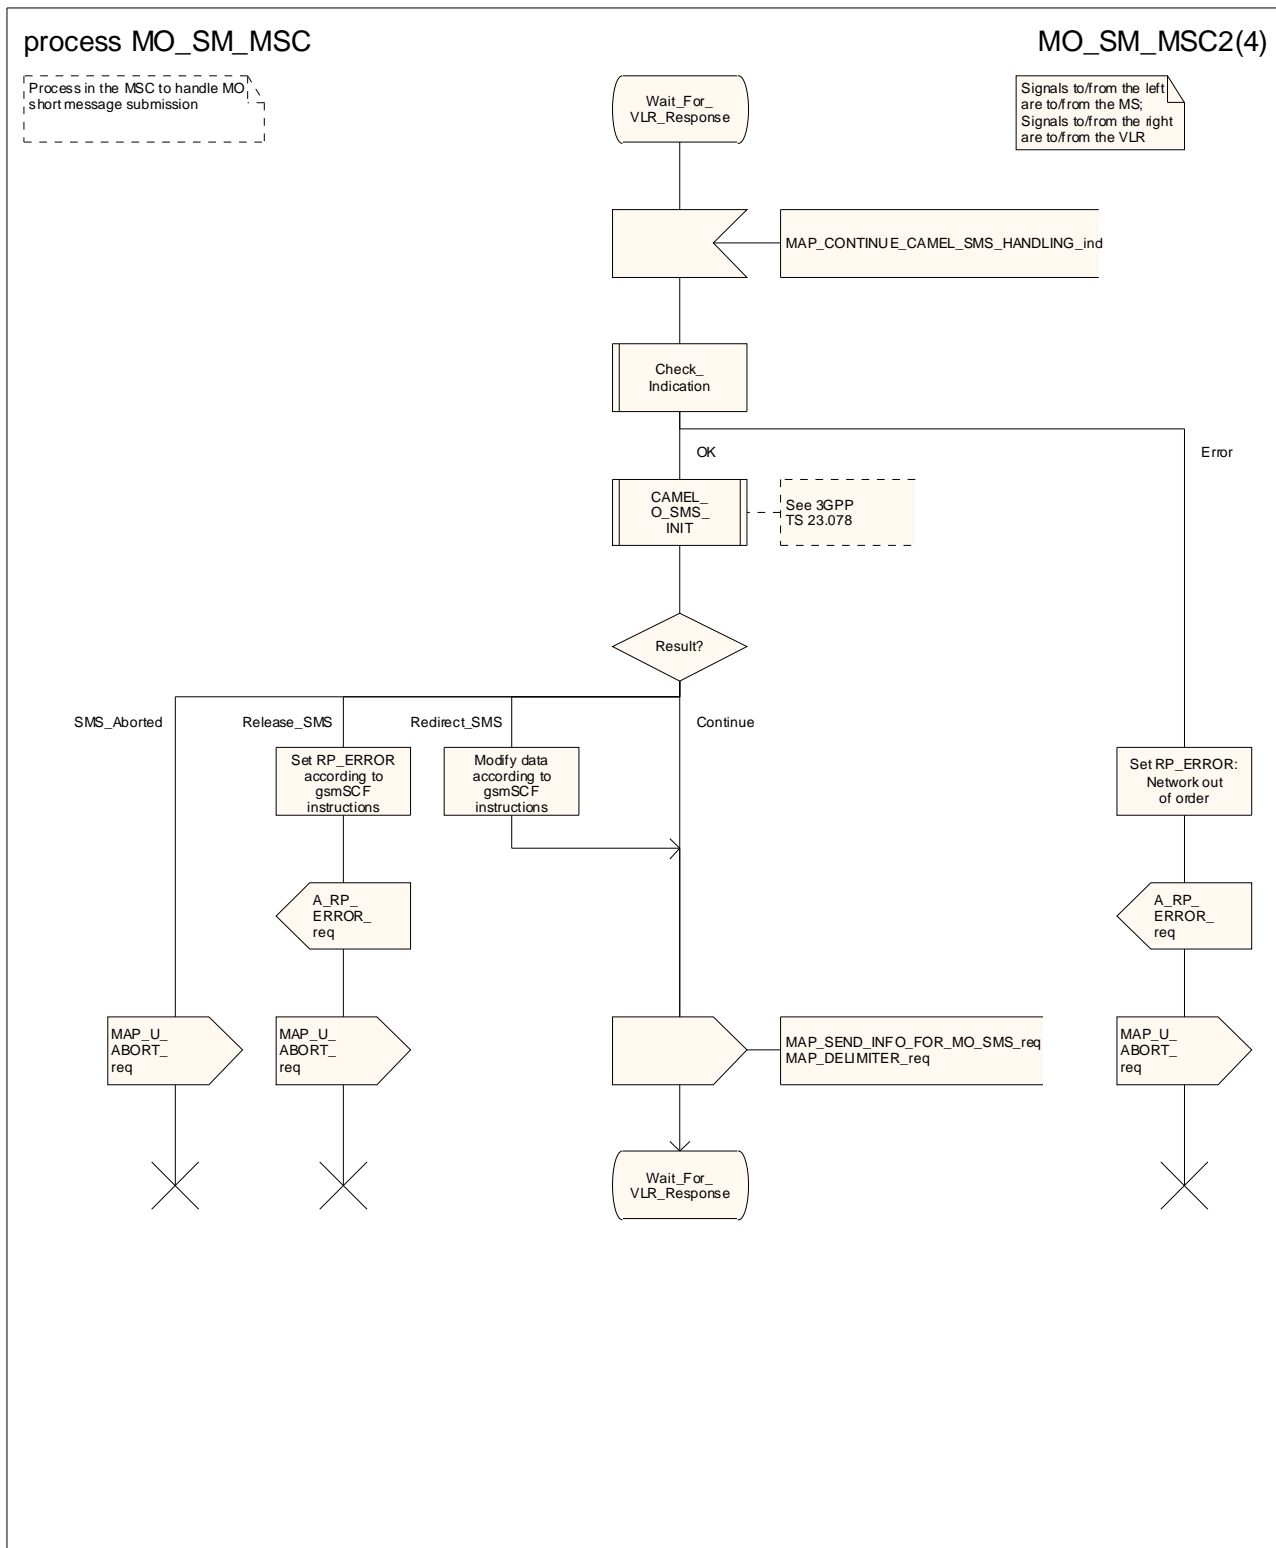 process MO_SM_MSC
MO_SM_MSC2(4)
Process in the MSC to handle MO
short message submission
Wait_For_
VLR_Response
Signals to/from the left
are to/from the MS;
Signals to/from the right
are to/from the VLR
MAP_CONTINUE_CAMEL_SMS_HANDLING_ind
Check_
Indication
OK
Error
CAMEL_
O_SMS_
INIT
See 3GPP
TS 23.078
Result?
SMS_Aborted
Release_SMS
Redirect_SMS
Continue
Set RP_ERROR
according to
gsmSCF
instructions
Modify data
according to
gsmSCF
instructions
Set RP_ERROR:
Network out
of order
A_RP_
ERROR_
req
A_RP_
ERROR_
req
MAP_U_
ABORT_
req
MAP_U_
ABORT_
req
MAP_SEND_INFO_FOR_MO_SMS_req
MAP_DELIMITER_req
MAP_U_
ABORT_
req
Wait_For_
VLR_Response